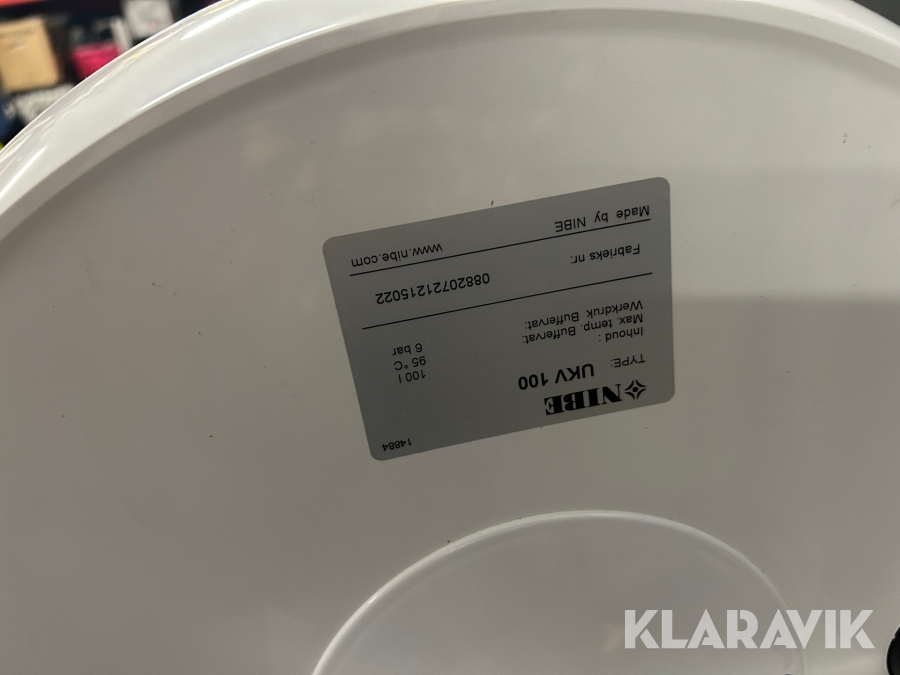 14884
NIBE
TYPE: UKV 100
Inhoud : 100 l
Max. temp. Buffervat: 95 °C
Werkdruk Buffervat: 6 bar
Fabrieks nr: 08820721215022
Made by NIBE www.nibe.com
KLARAVIK